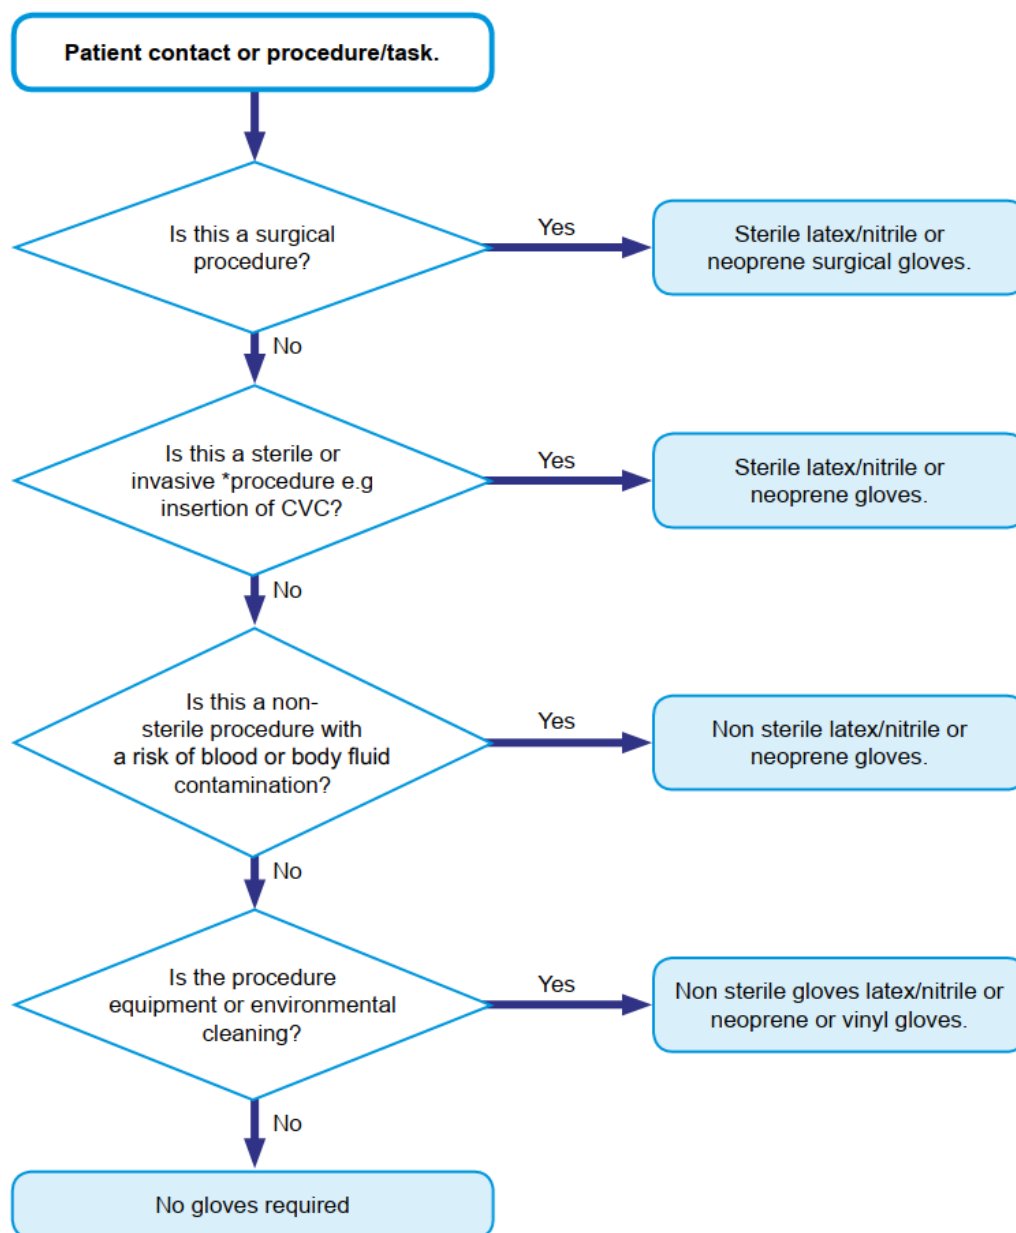 Patient contact or procedure/task.
Is this a surgical
procedure?
Yes
Sterile latex/nitrile or
neoprene surgical gloves.
No
Is this a sterile or
invasive *procedure e.g
insertion of CVC?
Yes
Sterile latex/nitrile or
neoprene gloves.
No
Is this a non-
sterile procedure with
a risk of blood or body fluid
contamination?
Yes
Non sterile latex/nitrile or
neoprene gloves.
No
Is the procedure
equipment or environmental
cleaning?
Yes
Non sterile gloves latex/nitrile or
neoprene or vinyl gloves.
No
No gloves required